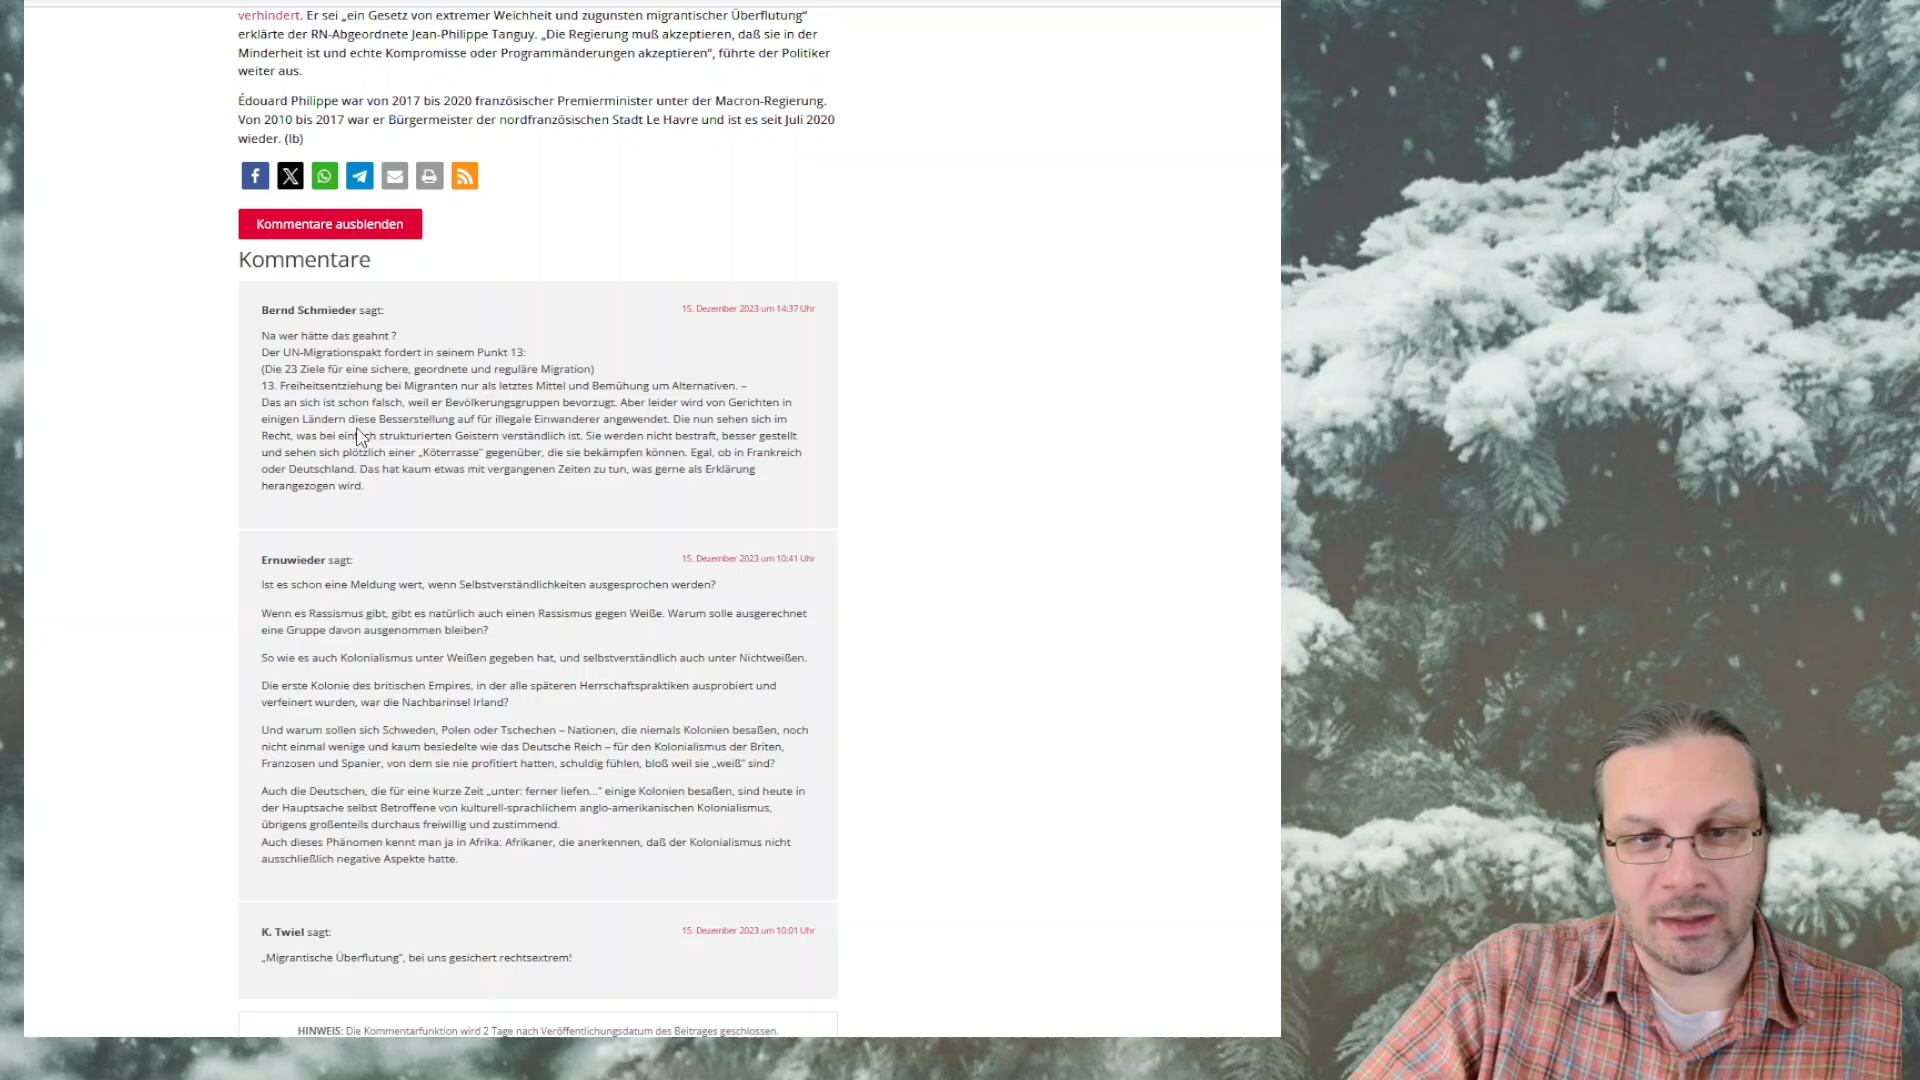 verhindert. Er sei „ein Gesetz von extremer Weichheit und zugunsten migrantischer Überflutung“
erklärte der RN-Abgeordnete Jean-Philippe Tanguy. „Die Regierung muß akzeptieren, daß sie in der
Minderheit ist und echte Kompromisse oder Programmänderungen akzeptieren“, führte der Politiker
weiter aus.
Édouard Philippe war von 2017 bis 2020 französischer Premierminister unter der Macron-Regierung.
Von 2010 bis 2017 war er Bürgermeister der nordfranzösischen Stadt Le Havre und ist es seit Juli 2020
wieder. (lb)
Kommentare ausblenden
Kommentare
Bernd Schmieder sagt:
15. Dezember 2023 um 14:37 Uhr
Na wer hätte das geahnt ?
Der UN-Migrationspakt fordert in seinem Punkt 13:
(Die 23 Ziele für eine sichere, geordnete und reguläre Migration)
13. Freiheitsentziehung bei Migranten nur als letztes Mittel und Bemühung um Alternativen. –
Das an sich ist schon falsch, weil er Bevölkerungsgruppen bevorzugt. Aber leider wird von Gerichten in
einigen Ländern diese Besserstellung auf für illegale Einwanderer angewendet. Die nun sehen sich im
Recht, was bei einfach strukturierten Geistern verständlich ist. Sie werden nicht bestraft, besser gestellt
und sehen sich plötzlich einer „Köterrasse“ gegenüber, die sie bekämpfen können. Egal, ob in Frankreich
oder Deutschland. Das hat kaum etwas mit vergangenen Zeiten zu tun, was gerne als Erklärung
herangezogen wird.
Ernuwieder sagt:
15. Dezember 2023 um 10:41 Uhr
Ist es schon eine Meldung wert, wenn Selbstverständlichkeiten ausgesprochen werden?
Wenn es Rassismus gibt, gibt es natürlich auch einen Rassismus gegen Weiße. Warum solle ausgerechnet
eine Gruppe davon ausgenommen bleiben?
So wie es auch Kolonialismus unter Weißen gegeben hat, und selbstverständlich auch unter Nichtweißen.
Die erste Kolonie des britischen Empires, in der alle späteren Herrschaftspraktiken ausprobiert und
verfeinert wurden, war die Nachbarinsel Irland?
Und warum sollen sich Schweden, Polen oder Tschechen – Nationen, die niemals Kolonien besaßen, noch
nicht einmal wenige und kaum besiedelte wie das Deutsche Reich – für den Kolonialismus der Briten,
Franzosen und Spanier, von dem sie nie profitiert hatten, schuldig fühlen, bloß weil sie „weiß“ sind?
Auch die Deutschen, die für eine kurze Zeit „unter: ferner liefen...“ einige Kolonien besaßen, sind heute in
der Hauptsache selbst Betroffene von kulturell-sprachlichem anglo-amerikanischen Kolonialismus,
übrigens großenteils durchaus freiwillig und zustimmend.
Auch dieses Phänomen kennt man ja in Afrika: Afrikaner, die anerkennen, daß der Kolonialismus nicht
ausschließlich negative Aspekte hatte.
K. Twiel sagt:
15. Dezember 2023 um 10:01 Uhr
„Migrantische Überflutung“, bei uns gesichert rechtsextrem!
HINWEIS: Die Kommentarfunktion wird 2 Tage nach Veröffentlichungsdatum des Beitrages geschlossen.